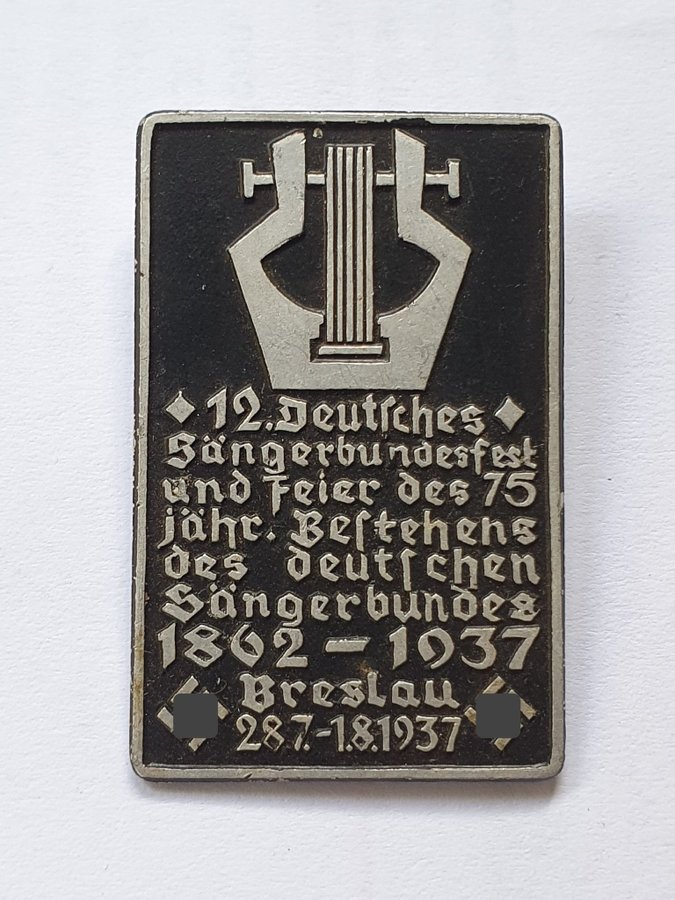 12. Deutſches
Sängerbundesfest
und Feier des 75
jähr. Beſtehens
des deutſchen
Sängerbundes
1862 - 1937
Breslau
28.7.-1.8.1937